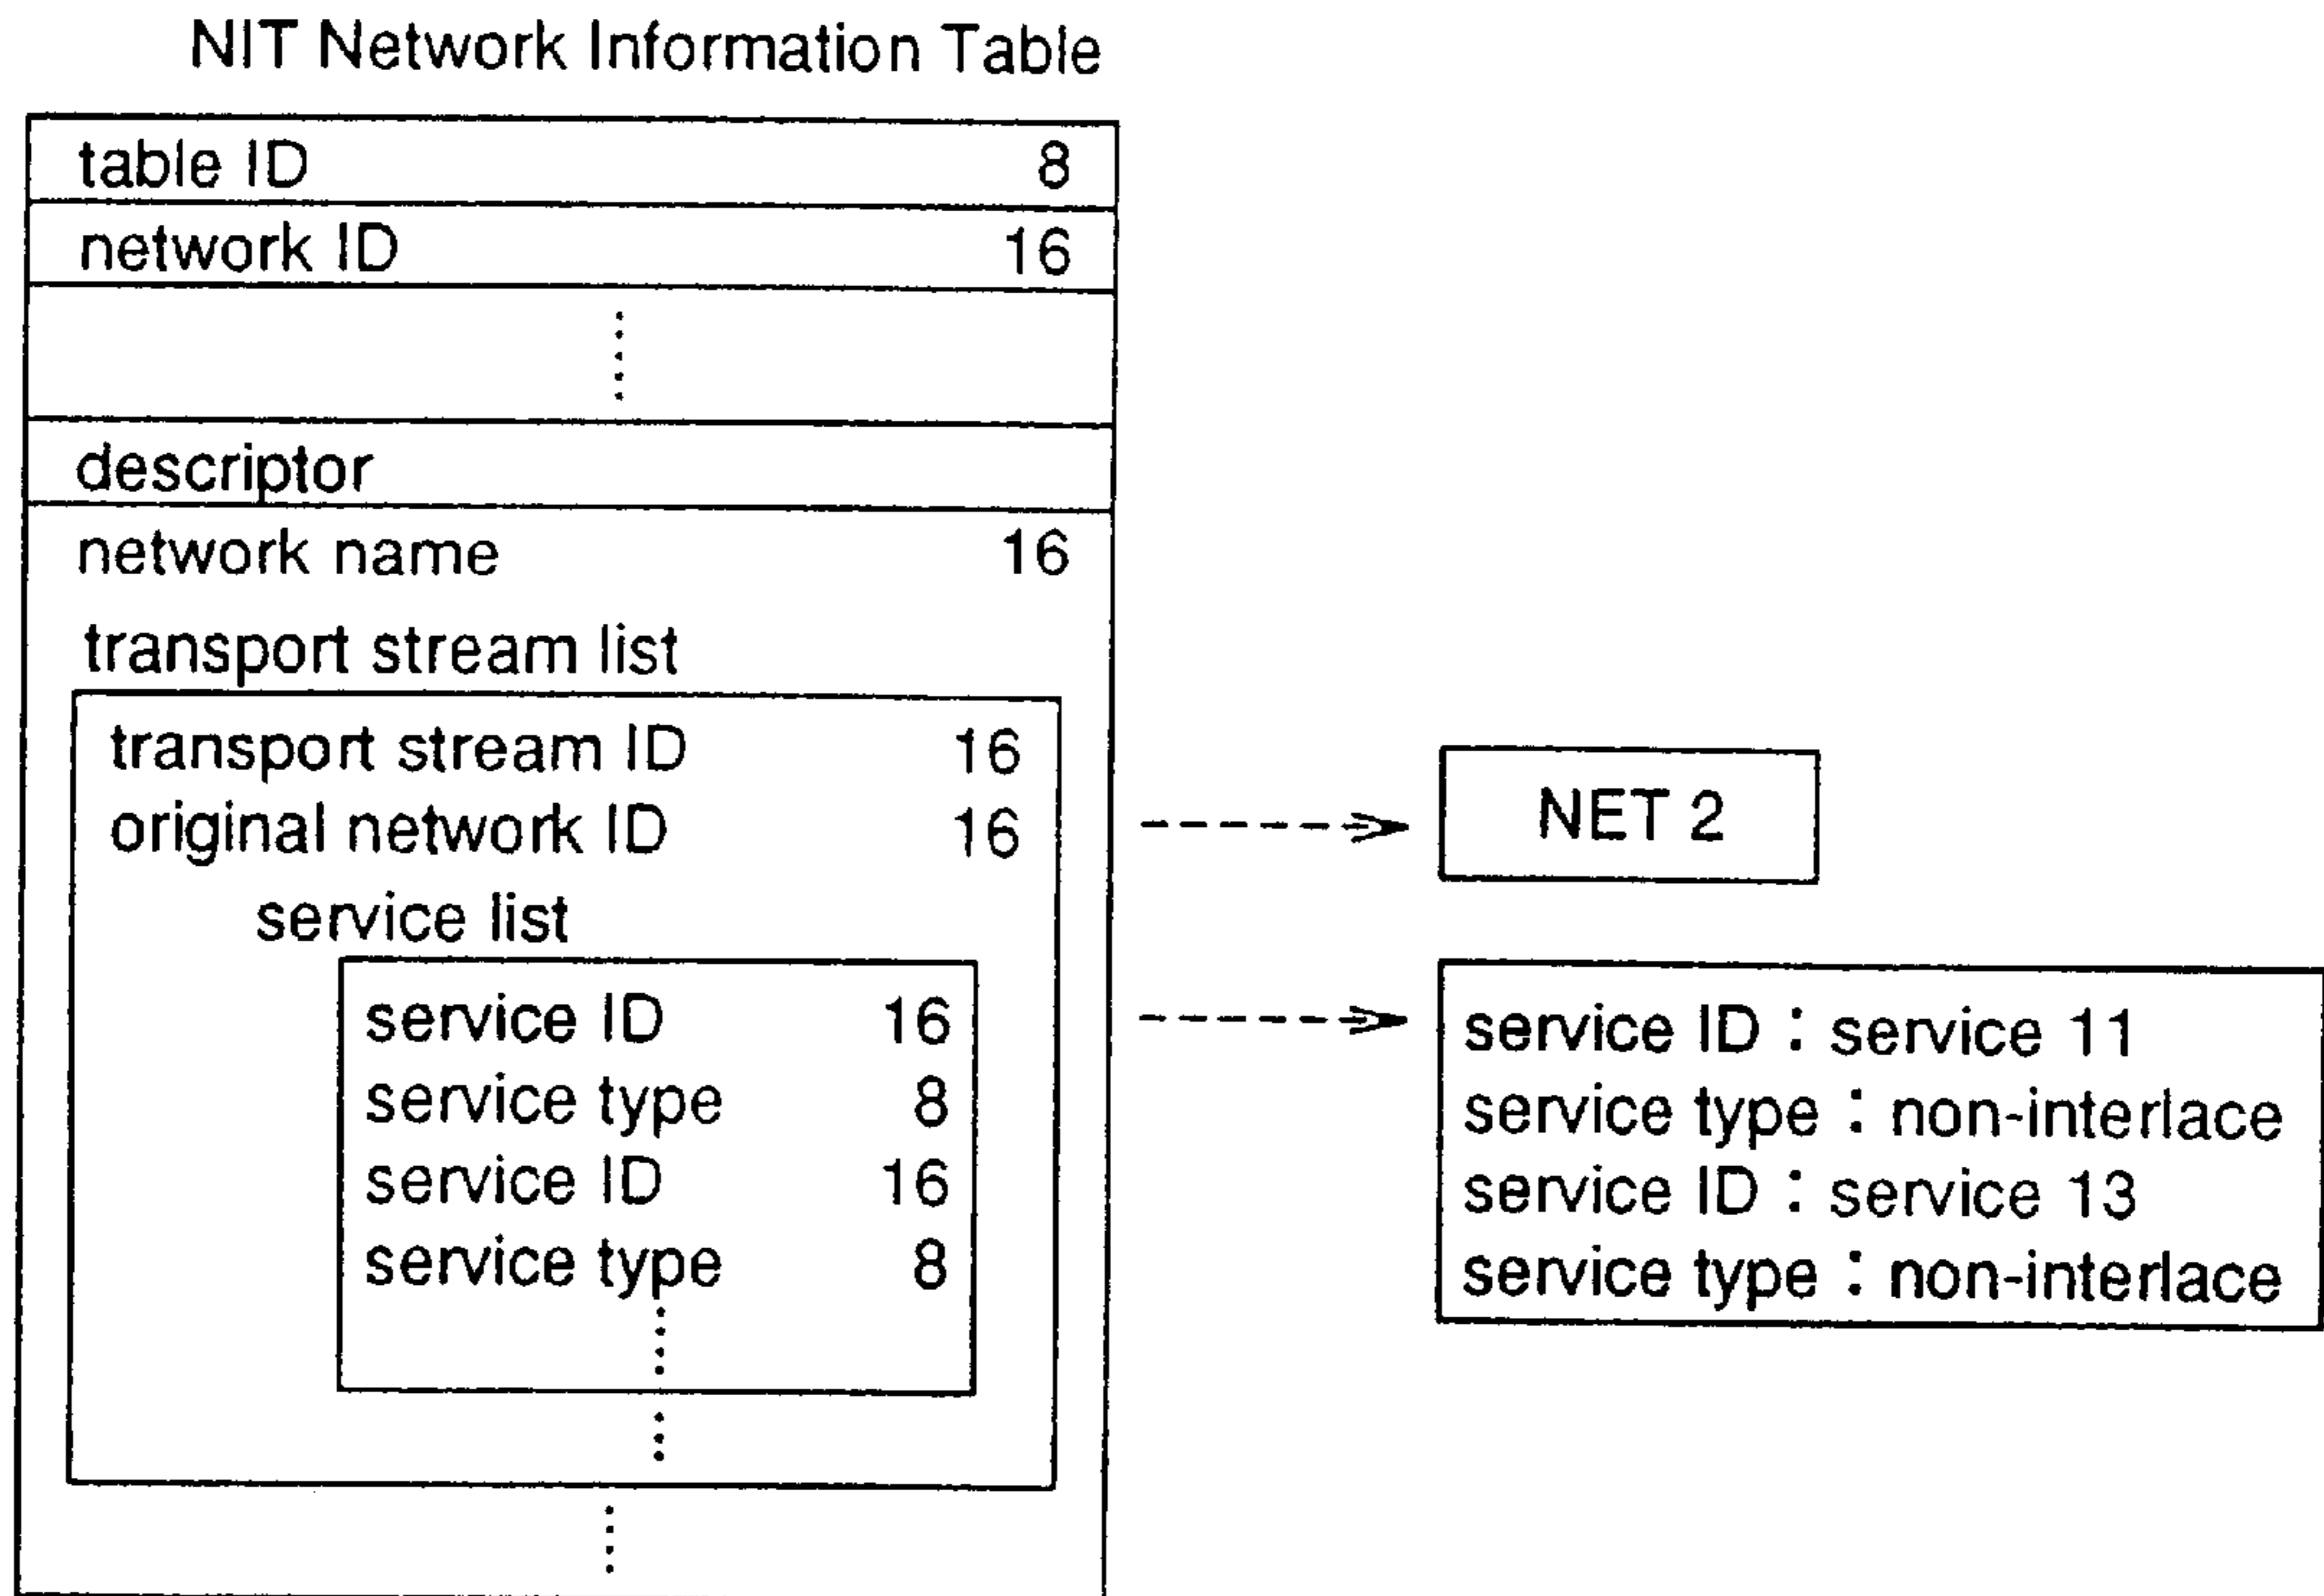 NIT Network Information Table
table ID 8
network ID 16
descriptor
network name 16
transport stream list
transport stream ID 16
original network ID 16
NET 2
service list
service ID 16
service type 8
service ID 16
service type 8
service ID : service 11
service type : non-interlace
service ID : service 13
service type : non-interlace